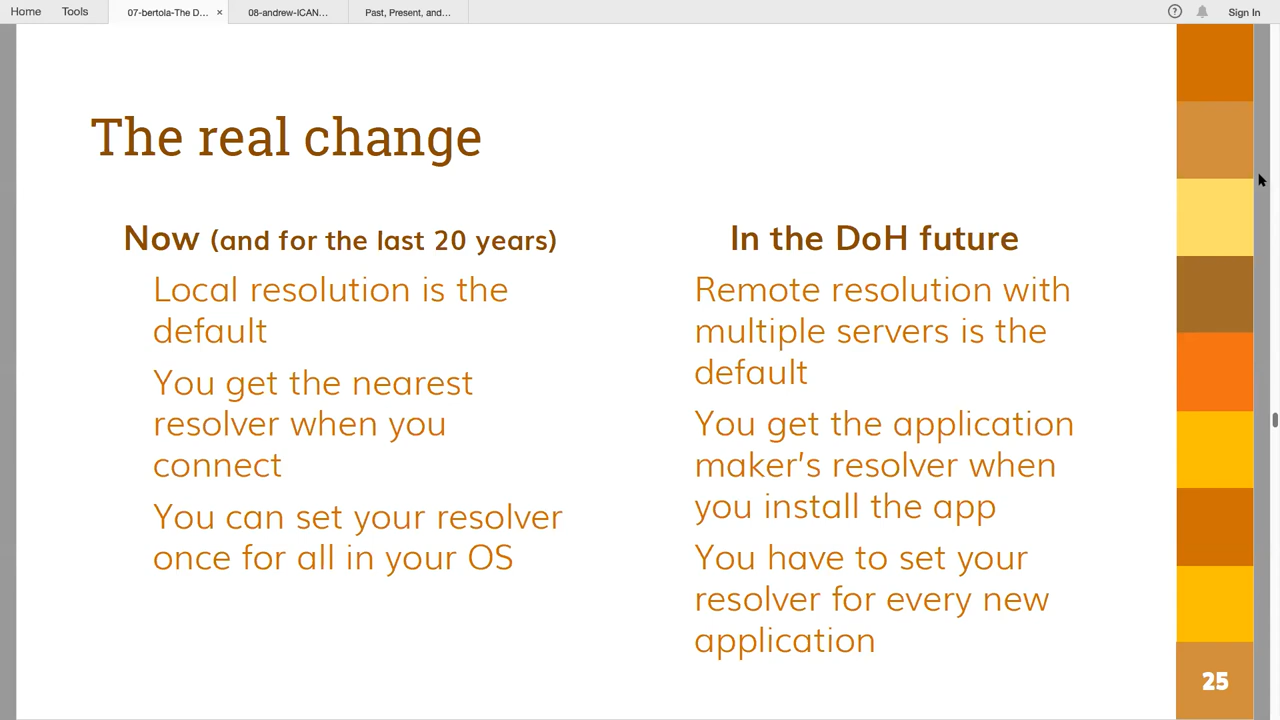 Home
Tools
07-bertola-The D...
×
08-andrew-ICAN...
Past, Present, and...
?
Sign In
The real change
Now (and for the last 20 years)
Local resolution is the
default
You get the nearest
resolver when you
connect
You can set your resolver
once for all in your OS
In the DoH future
Remote resolution with
multiple servers is the
default
You get the application
maker's resolver when
you install the app
You have to set your
resolver for every new
application
25